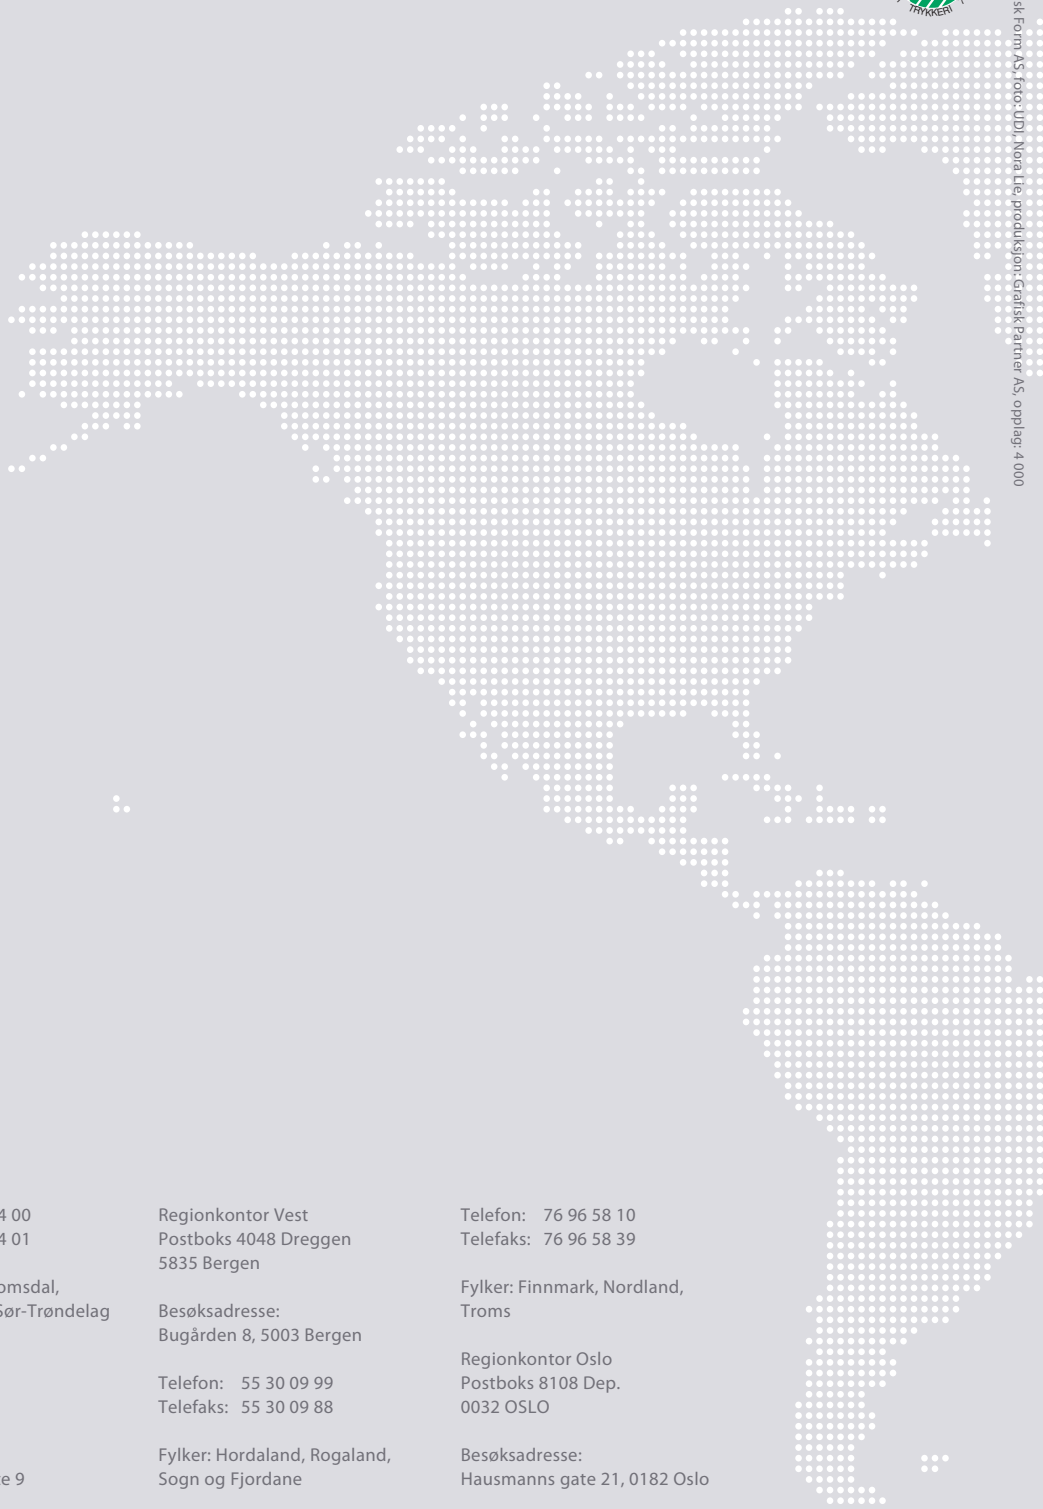 TRYKKERI
sk Form AS, foto: UDI, Nora Lie, produksjon: Grafisk Partner AS, opplag: 4 000
4 00
4 01
omsdal,
Sør-Trøndelag
e 9
Regionkontor Vest
Postboks 4048 Dreggen
5835 Bergen
Besøksadresse:
Bugården 8, 5003 Bergen
Telefon: 55 30 09 99
Telefaks: 55 30 09 88
Fylker: Hordaland, Rogaland,
Sogn og Fjordane
Telefon: 76 96 58 10
Telefaks: 76 96 58 39
Fylker: Finnmark, Nordland,
Troms
Regionkontor Oslo
Postboks 8108 Dep.
0032 OSLO
Besøksadresse:
Hausmanns gate 21, 0182 Oslo